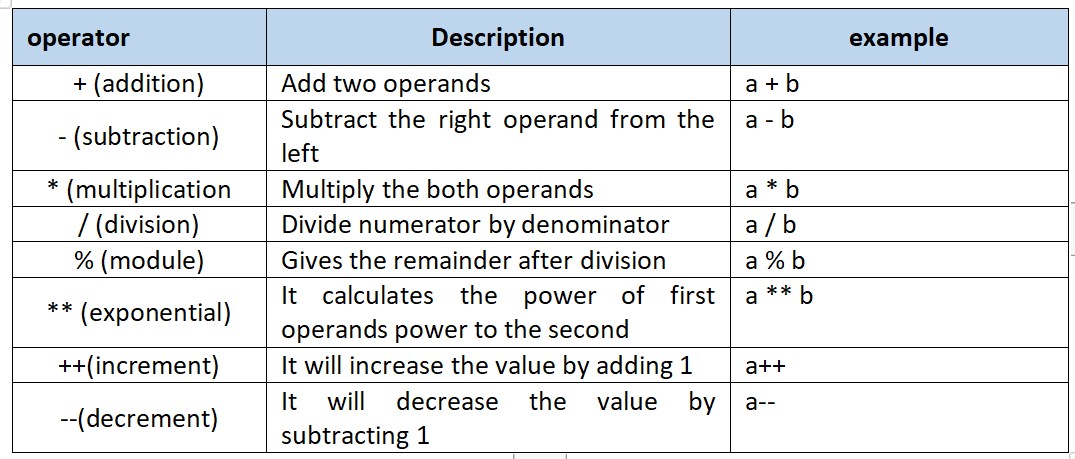 operator Description example
+ (addition) Add two operands a + b
- (subtraction) Subtract the right operand from the left a - b
* (multiplication Multiply the both operands a * b
/ (division) Divide numerator by denominator a / b
% (module) Gives the remainder after division a % b
** (exponential) It calculates the power of first operands power to the second a ** b
++(increment) It will increase the value by adding 1 a++
--(decrement) It will decrease the value by subtracting 1 a--